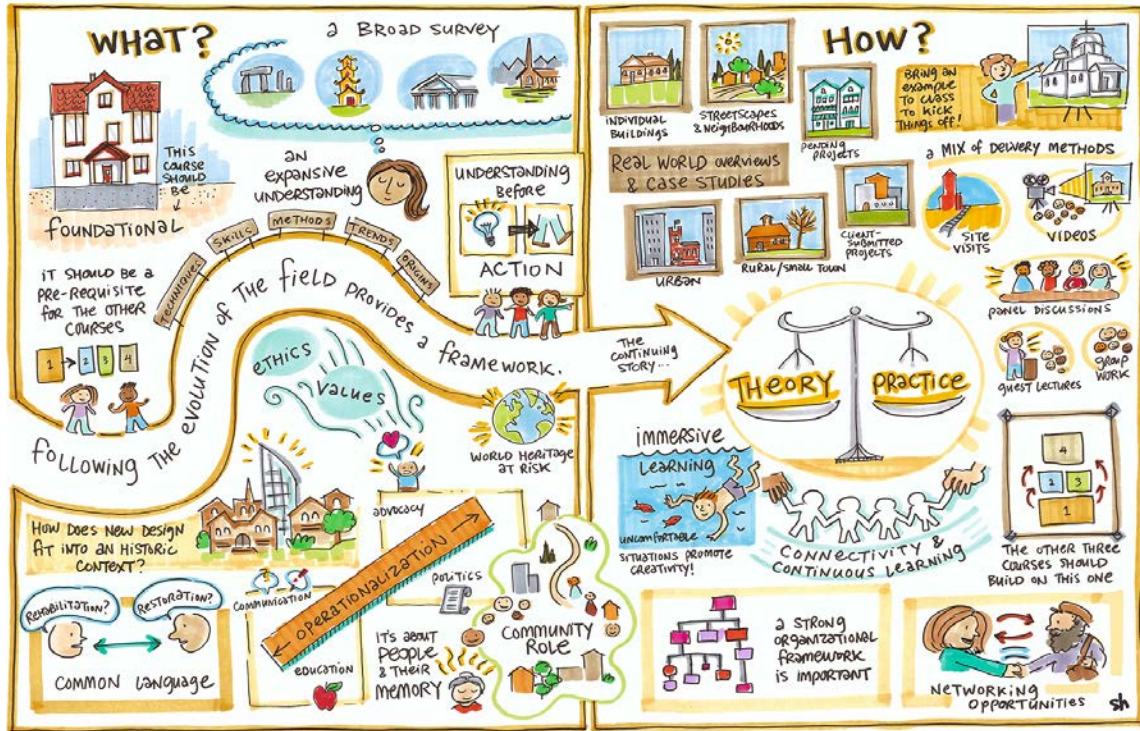 WHAT?
a BROaD SURVEY
THIS
COURSE
SHOULD
BE
FOUNDaTIONaL
aN
EXPaNSIVE
UNDERSTaNDING
UNDERSTaNDING
BEFORE
ACTION
IT SHOULD BE a
PRE-REQUISITE
FOR THE OTHER
COURSES
1
2
3
4
TECHNIQUES
SKILLS
METHODS
TRENDS
ORIGINS
FOLLOWING THE EVOLUTION OF THE FIELD PROVIDES a FRaMEWORK.
THE
CONTINUING
STORY...
ETHICS
VaLUES
WORLD HERITaGE
aT RISK
HOW DOES NEW DESIGN
FIT INTO aN HISTORIC
CONTEXT?
REHaBILITaTION?
RESTORaTION?
COMMON LaNGUaGE
aDVOCaCY
OPERATIONALIZATION
COMMUNICaTION
POLITICS
EDUCaTION
IT'S aBOUT
PEOPLE
& THEIR
MEMORY
COMMUNITY
ROLE
HOW?
INDIVIDUaL
BUILDINGS
STREETSCaPES
& NEIGHBOURHOODS
PENDING
PROJECTS
BRING aN
EXaMPLE
TO CLaSS
TO KICK
THINGS OFF!
REaL WORLD OVERVIEWS
& CaSE STUDIES
URBaN
RURaL/SMaLL TOWN
CLIENT-
SUBMITTED
PROJECTS
a MIX OF DELIVERY METHODS
SITE
VISITS
VIDEOS
PaNEL DISCUSSIONS
GUEST LECTURES
GROUP
WORK
THEORY
PRaCTICE
IMMERSIVE
LEaRNING
UNCOMFORTaBLE
SITUaTIONS PROMOTE
CREaTIVITY!
CONNECTIVITY &
CONTINUOUS LEaRNING
4
2
3
1
THE OTHER THREE
COURSES SHOULD
BUILD ON THIS ONE
a STRONG
ORGaNIZaTIONaL
FRaMEWORK
IS IMPORTaNT
NETWORKING
OPPORTUNITIES
sh